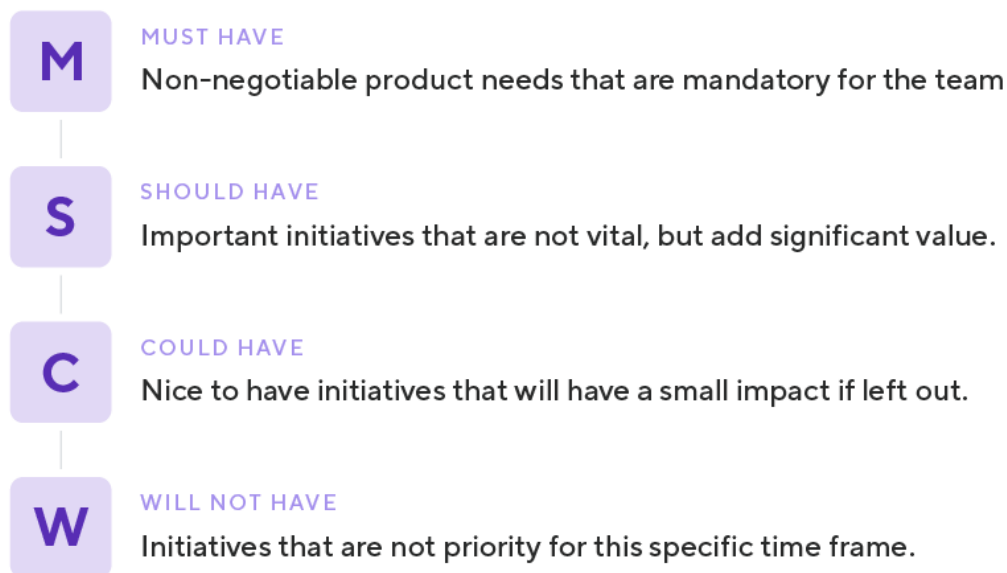 M
MUST HAVE
Non-negotiable product needs that are mandatory for the team
S
SHOULD HAVE
Important initiatives that are not vital, but add significant value.
C
COULD HAVE
Nice to have initiatives that will have a small impact if left out.
W
WILL NOT HAVE
Initiatives that are not priority for this specific time frame.